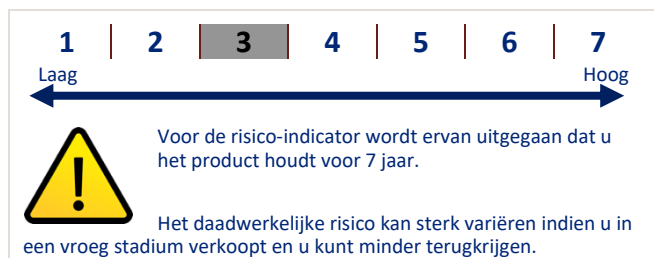 1 2 3 4 5 6 7
Laag Hoog
Voor de risico-indicator wordt ervan uitgegaan dat u
het product houdt voor 7 jaar.
Het daadwerkelijke risico kan sterk variëren indien u in
een vroeg stadium verkoopt en u kunt minder terugkrijgen.